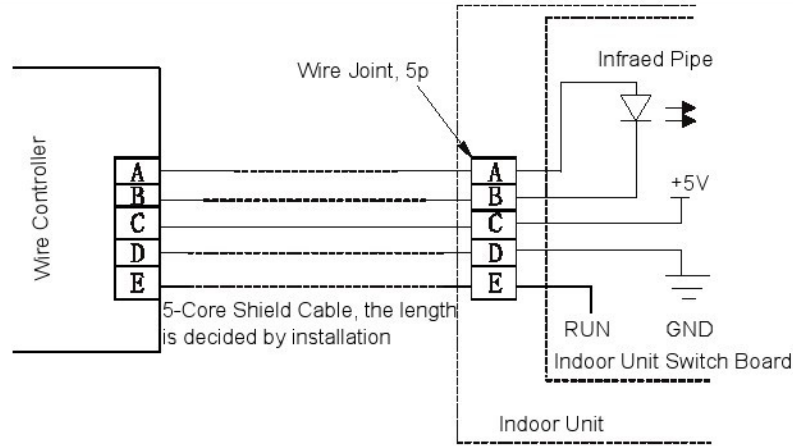 Wire Joint, 5p
Infraed Pipe
Wire Controller
A
B
C
D
E
A
B
C
D
E
+5V
5-Core Shield Cable, the length
is decided by installation
RUN
GND
Indoor Unit Switch Board
Indoor Unit